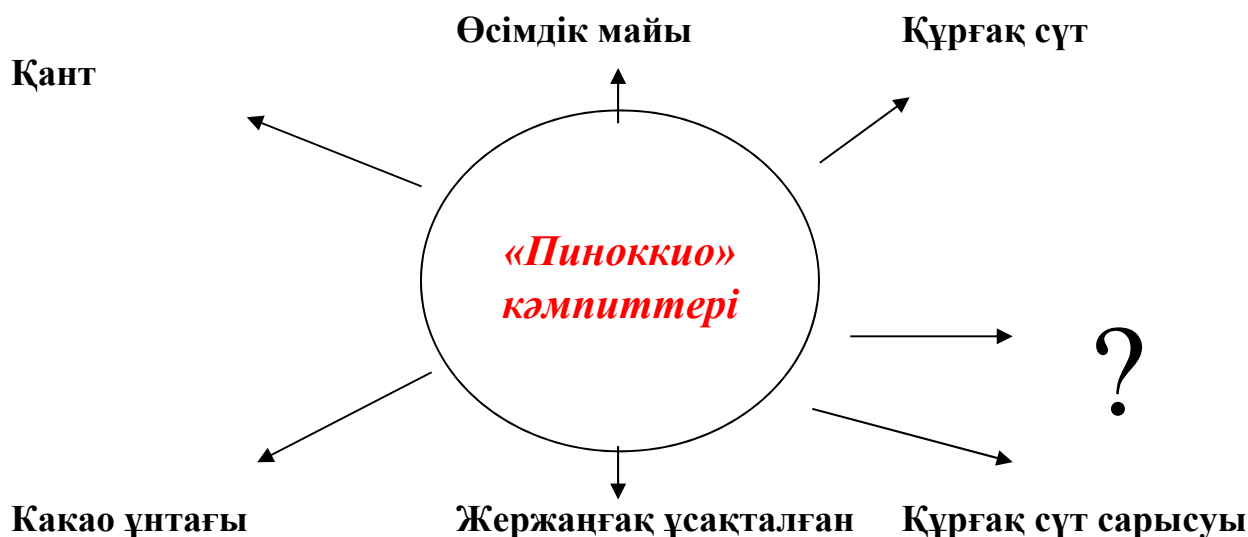 Өсімдік майы
Құрғақ сүт
Қант
«Пиноккио»
кәмпиттері
?
Какао ұнтағы
Жержаңғақ ұсақталған
Құрғақ сүт сарысуы